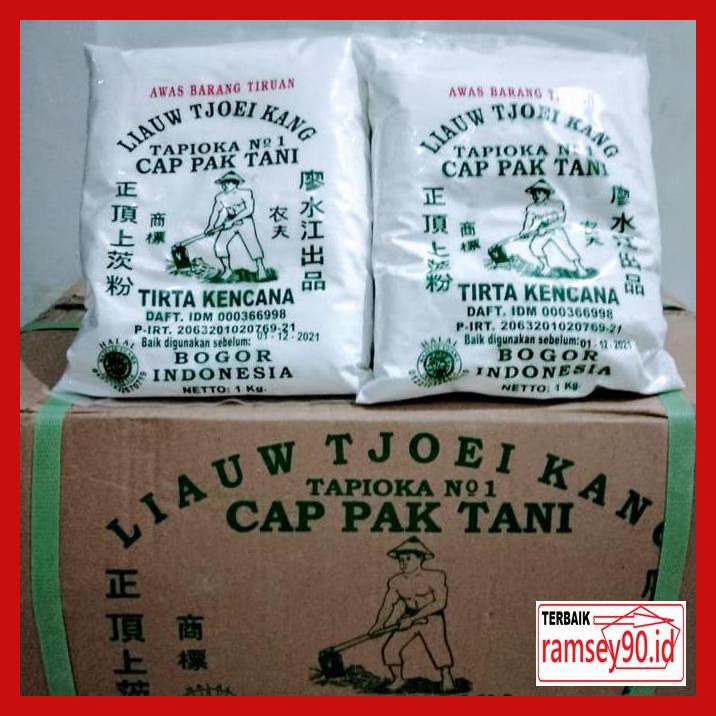 AWAS BARANG TIRUAN
LIAUW TJOEI KANG
TAPIOKA Nº 1
CAP PAK TANI
正頂上茨粉
商標
农夫
廖水江出品
TIRTA KENCANA
DAFT. IDM 000366998
P-IRT. 2063201020769-21
Baik digunakan sebelum: 01-12-2021
HALAL
BOGOR
INDONESIA
NETTO: 1 Kg.
AWAS BARANG
LIAUW TJOEI KANG
TAPIOKA Nº 1
CAP PAK TANI
正頂上茨粉
商標
农夫
廖水江出品
TIRTA KENCANA
DAFT. IDM 000366998
P-IRT. 2063201020769-21
Baik digunakan sebelum: 01-12-2021
HALAL
BOGOR
INDONESIA
NETTO: 1 Kg.
LIAUW TJOEI KANG
TAPIOKA Nº 1
CAP PAK TANI
正頂上茨
商標
TERBAIK
ramsey90.id